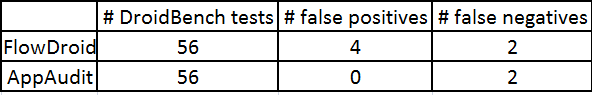 # DroidBench tests # false positives # false negatives
FlowDroid 56 4 2
AppAudit 56 0 2